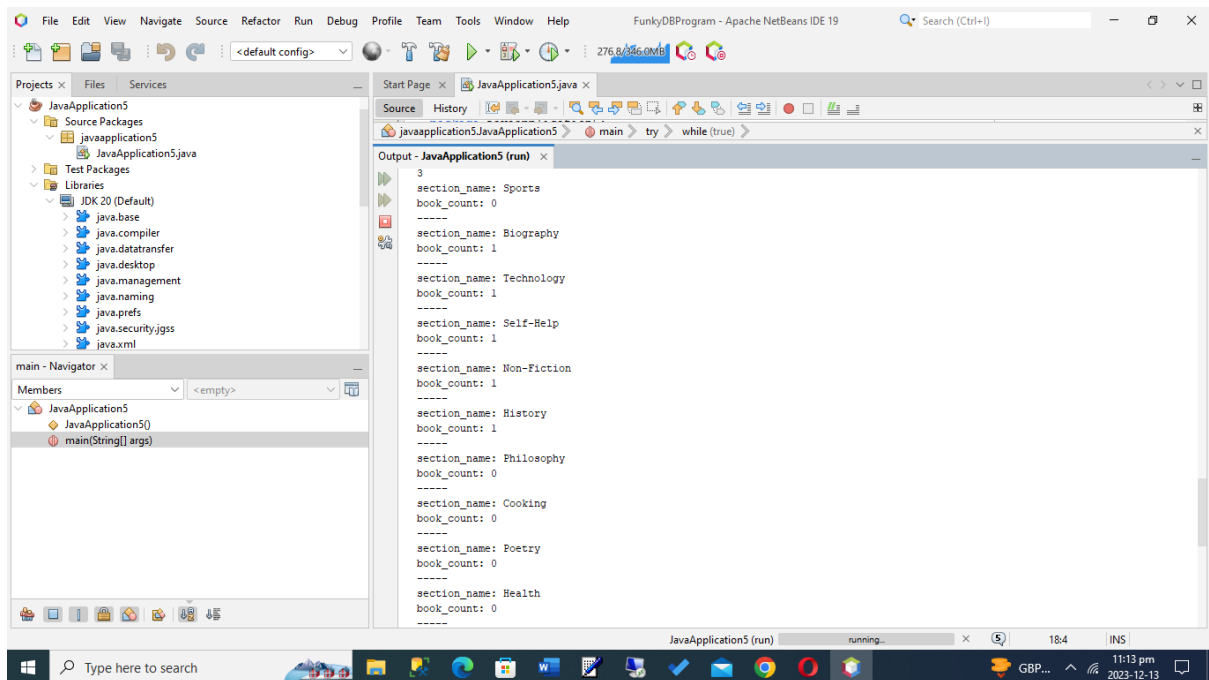 File Edit View Navigate Source Refactor Run Debug Profile Team Tools Window Help FunkyDBProgram - Apache NetBeans IDE 19 Search (Ctrl+I)
<default config> 276.8/346.0MB
Projects Files Services
JavaApplication5
Source Packages
javaapplication5
JavaApplication5.java
Test Packages
Libraries
JDK 20 (Default)
java.base
java.compiler
java.datatransfer
java.desktop
java.management
java.naming
java.prefs
java.security.jgss
java.xml
main - Navigator
Members <empty>
JavaApplication5
JavaApplication5()
main(String[] args)
Start Page JavaApplication5.java
Source History
javaapplication5.JavaApplication5 main try while (true)
Output - JavaApplication5 (run)
3
section_name: Sports
book_count: 0
-----
section_name: Biography
book_count: 1
-----
section_name: Technology
book_count: 1
-----
section_name: Self-Help
book_count: 1
-----
section_name: Non-Fiction
book_count: 1
-----
section_name: History
book_count: 1
-----
section_name: Philosophy
book_count: 0
-----
section_name: Cooking
book_count: 0
-----
section_name: Poetry
book_count: 0
-----
section_name: Health
book_count: 0
-----
JavaApplication5 (run) running... 5 18:4 INS
Type here to search GBP... 11:13 pm
2023-12-13